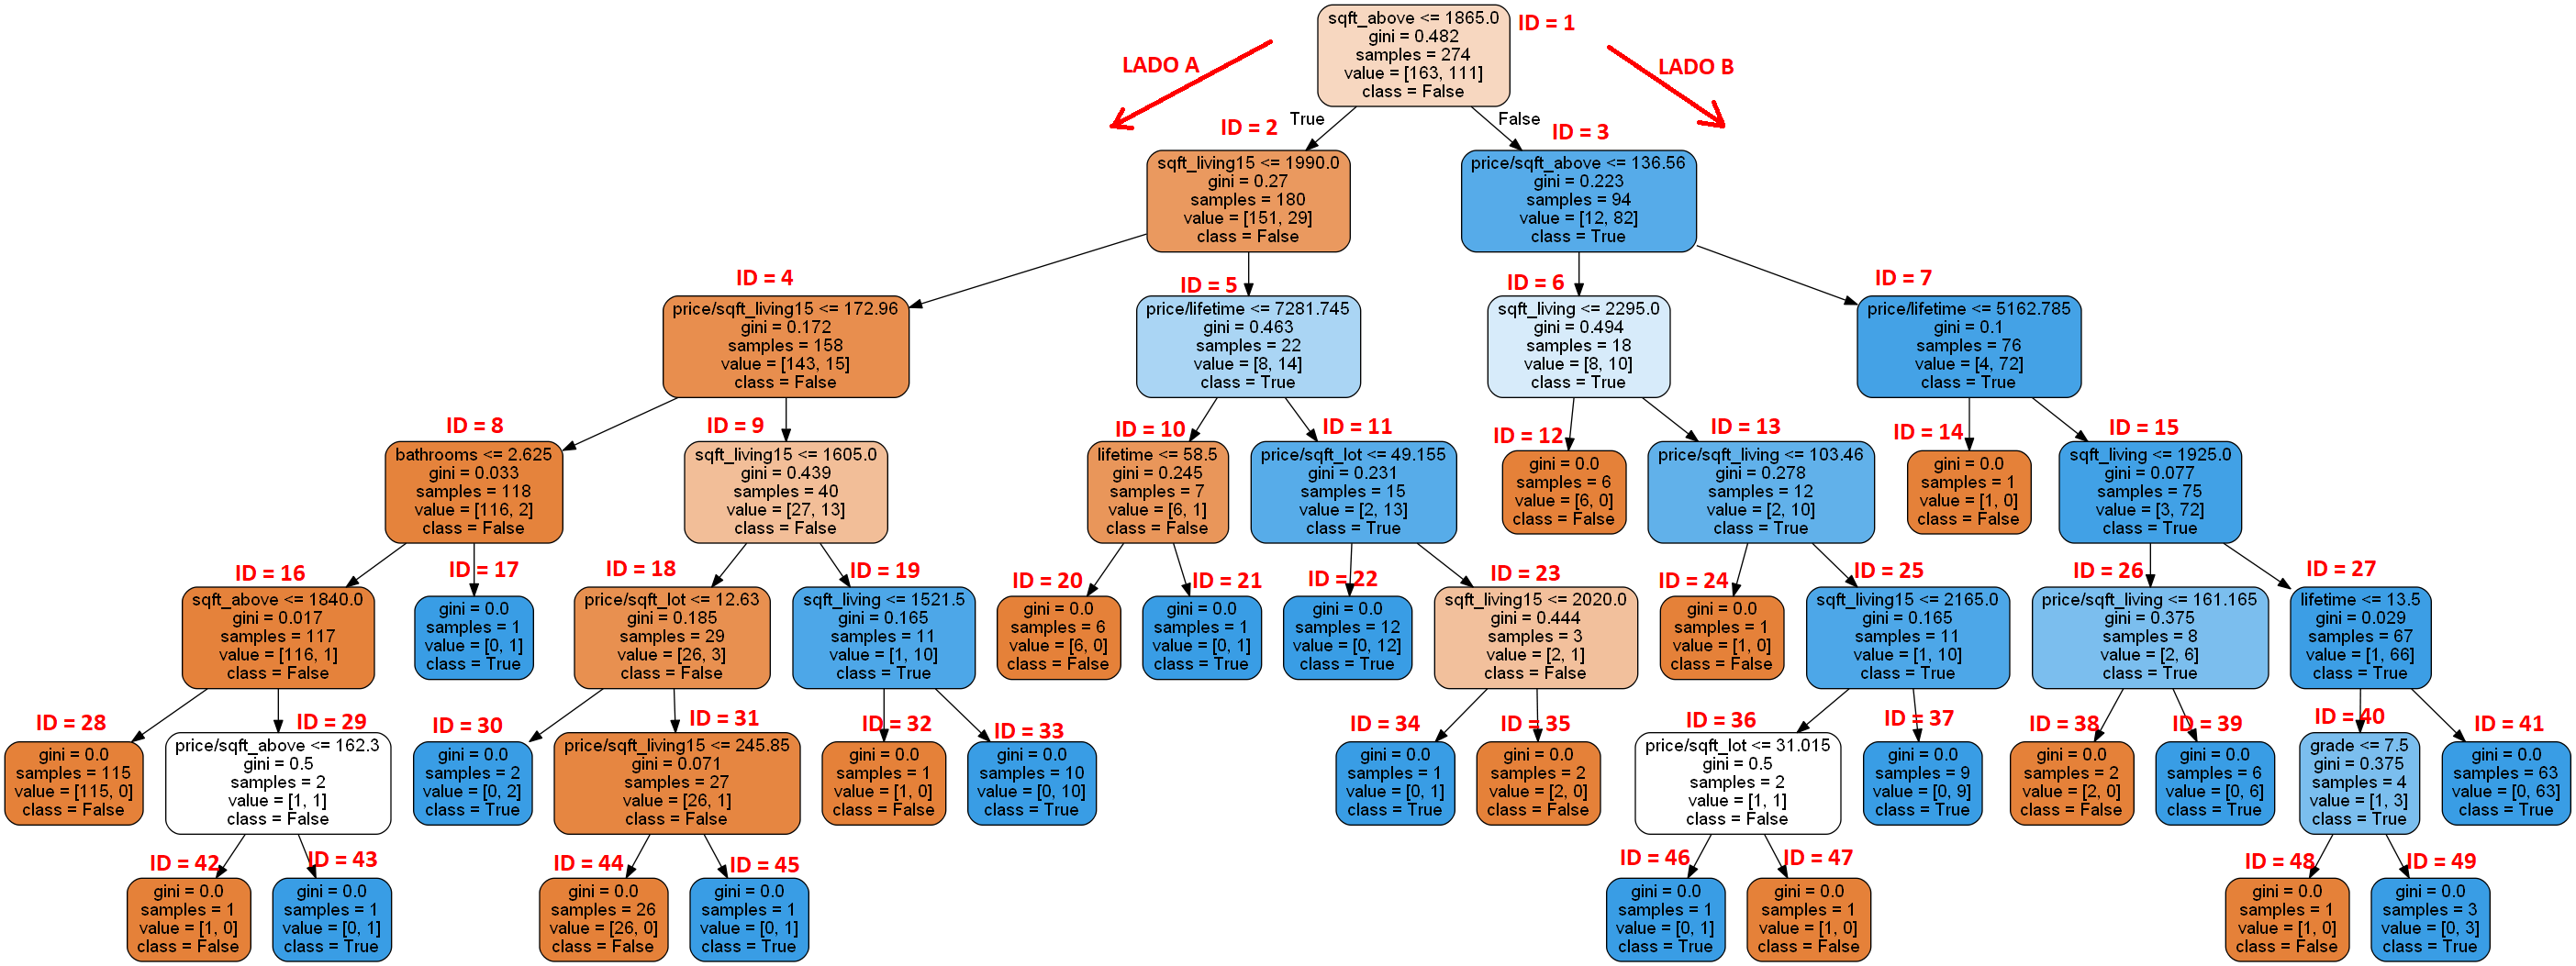 sqft_above <= 1865.0
gini = 0.482
samples = 274
value = [163, 111]
class = False
ID = 1
LADO A
LADO B
True
False
ID = 2
sqft_living15 <= 1990.0
gini = 0.27
samples = 180
value = [151, 29]
class = False
ID = 3
price/sqft_above <= 136.56
gini = 0.223
samples = 94
value = [12, 82]
class = True
ID = 4
price/sqft_living15 <= 172.96
gini = 0.172
samples = 158
value = [143, 15]
class = False
ID = 5
price/lifetime <= 7281.745
gini = 0.463
samples = 22
value = [8, 14]
class = True
ID = 6
sqft_living <= 2295.0
gini = 0.494
samples = 18
value = [8, 10]
class = True
ID = 7
price/lifetime <= 5162.785
gini = 0.1
samples = 76
value = [4, 72]
class = True
ID = 8
bathrooms <= 2.625
gini = 0.033
samples = 118
value = [116, 2]
class = False
ID = 9
sqft_living15 <= 1605.0
gini = 0.439
samples = 40
value = [27, 13]
class = False
ID = 10
lifetime <= 58.5
gini = 0.245
samples = 7
value = [6, 1]
class = False
ID = 11
price/sqft_lot <= 49.155
gini = 0.231
samples = 15
value = [2, 13]
class = True
ID = 12
gini = 0.0
samples = 6
value = [6, 0]
class = False
ID = 13
price/sqft_living <= 103.46
gini = 0.278
samples = 12
value = [2, 10]
class = True
ID = 14
gini = 0.0
samples = 1
value = [1, 0]
class = False
ID = 15
sqft_living <= 1925.0
gini = 0.077
samples = 75
value = [3, 72]
class = True
ID = 16
sqft_above <= 1840.0
gini = 0.017
samples = 117
value = [116, 1]
class = False
ID = 17
gini = 0.0
samples = 1
value = [0, 1]
class = True
ID = 18
price/sqft_lot <= 12.63
gini = 0.185
samples = 29
value = [26, 3]
class = False
ID = 19
sqft_living <= 1521.5
gini = 0.165
samples = 11
value = [1, 10]
class = True
ID = 20
gini = 0.0
samples = 6
value = [6, 0]
class = False
ID = 21
gini = 0.0
samples = 1
value = [0, 1]
class = True
ID = 22
gini = 0.0
samples = 12
value = [0, 12]
class = True
ID = 23
sqft_living15 <= 2020.0
gini = 0.444
samples = 3
value = [2, 1]
class = False
ID = 24
gini = 0.0
samples = 1
value = [1, 0]
class = False
ID = 25
sqft_living15 <= 2165.0
gini = 0.165
samples = 11
value = [1, 10]
class = True
ID = 26
price/sqft_living <= 161.165
gini = 0.375
samples = 8
value = [2, 6]
class = True
ID = 27
lifetime <= 13.5
gini = 0.029
samples = 67
value = [1, 66]
class = True
ID = 28
gini = 0.0
samples = 115
value = [115, 0]
class = False
ID = 29
price/sqft_above <= 162.3
gini = 0.5
samples = 2
value = [1, 1]
class = False
ID = 30
gini = 0.0
samples = 2
value = [0, 2]
class = True
ID = 31
price/sqft_living15 <= 245.85
gini = 0.071
samples = 27
value = [26, 1]
class = False
ID = 32
gini = 0.0
samples = 1
value = [1, 0]
class = False
ID = 33
gini = 0.0
samples = 10
value = [0, 10]
class = True
ID = 34
gini = 0.0
samples = 1
value = [0, 1]
class = True
ID = 35
gini = 0.0
samples = 2
value = [2, 0]
class = False
ID = 36
price/sqft_lot <= 31.015
gini = 0.5
samples = 2
value = [1, 1]
class = False
ID = 37
gini = 0.0
samples = 9
value = [0, 9]
class = True
ID = 38
gini = 0.0
samples = 2
value = [2, 0]
class = False
ID = 39
gini = 0.0
samples = 6
value = [0, 6]
class = True
ID = 40
grade <= 7.5
gini = 0.375
samples = 4
value = [1, 3]
class = True
ID = 41
gini = 0.0
samples = 63
value = [0, 63]
class = True
ID = 42
gini = 0.0
samples = 1
value = [1, 0]
class = False
ID = 43
gini = 0.0
samples = 1
value = [0, 1]
class = True
ID = 44
gini = 0.0
samples = 26
value = [26, 0]
class = False
ID = 45
gini = 0.0
samples = 1
value = [0, 1]
class = True
ID = 46
gini = 0.0
samples = 1
value = [0, 1]
class = True
ID = 47
gini = 0.0
samples = 1
value = [1, 0]
class = False
ID = 48
gini = 0.0
samples = 1
value = [1, 0]
class = False
ID = 49
gini = 0.0
samples = 3
value = [0, 3]
class = True